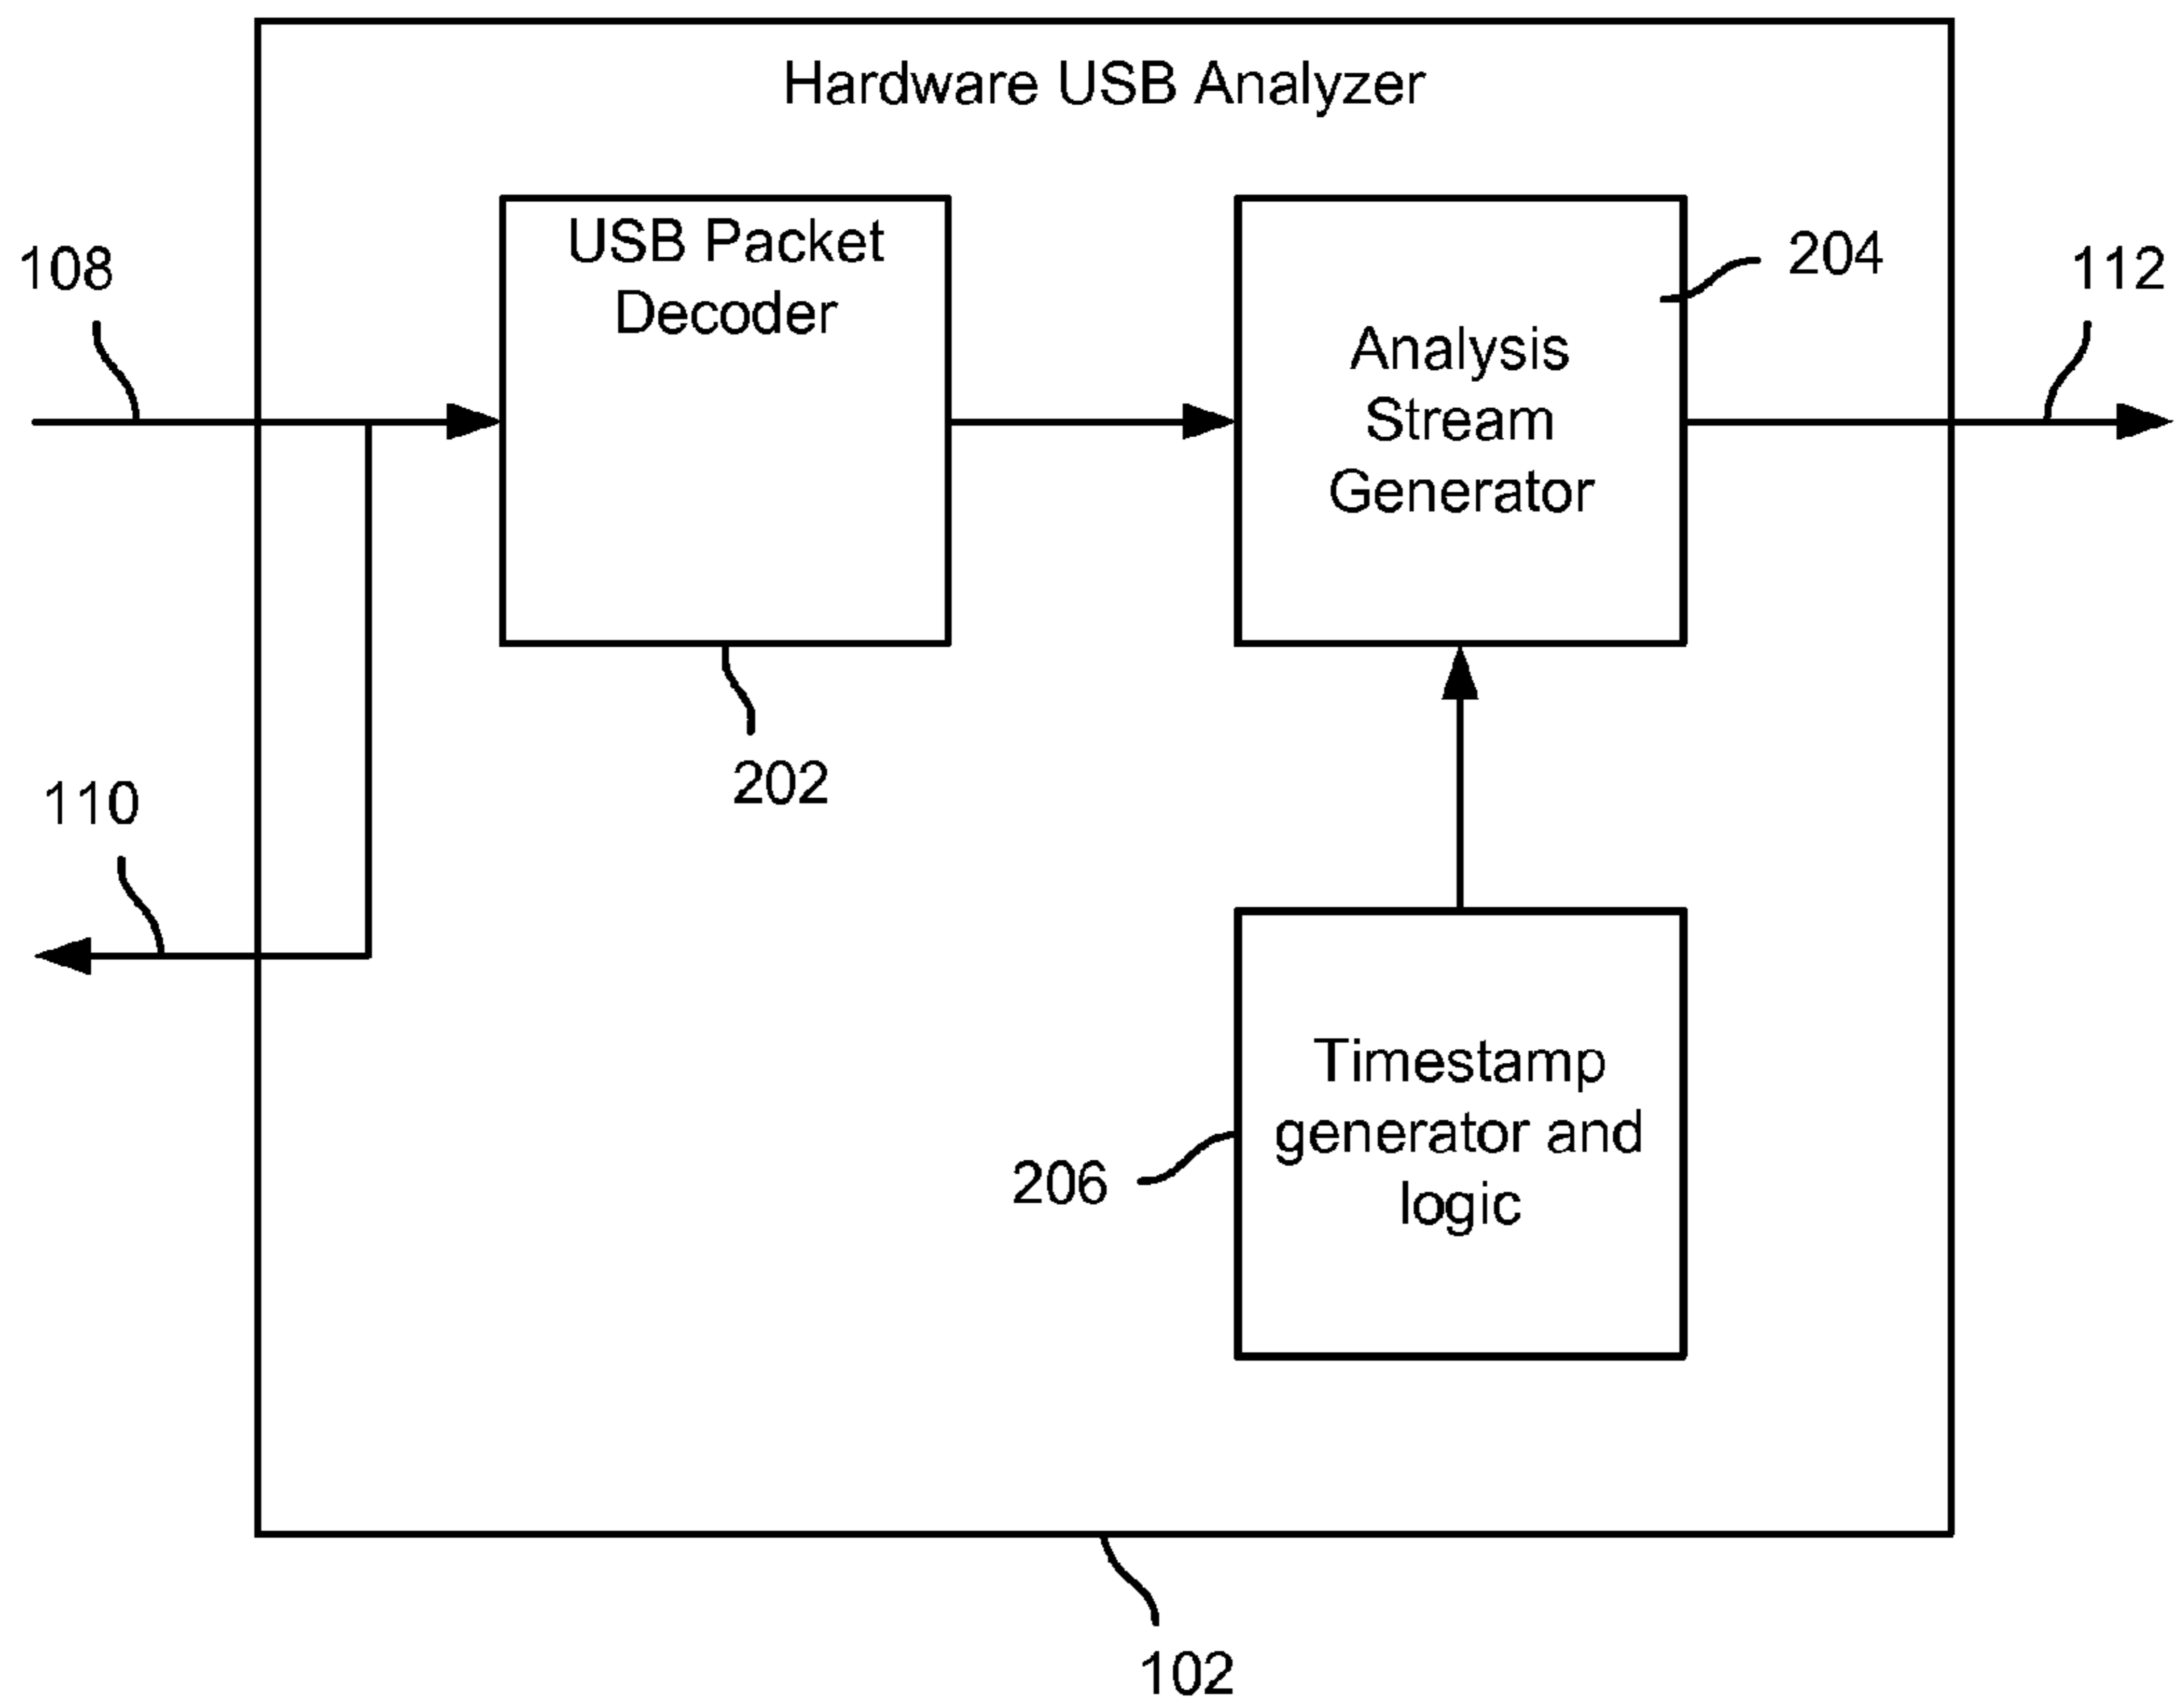 Hardware USB Analyzer
USB Packet
Decoder
108
204
112
Analysis
Stream
Generator
202
110
Timestamp
generator and
logic
206
102